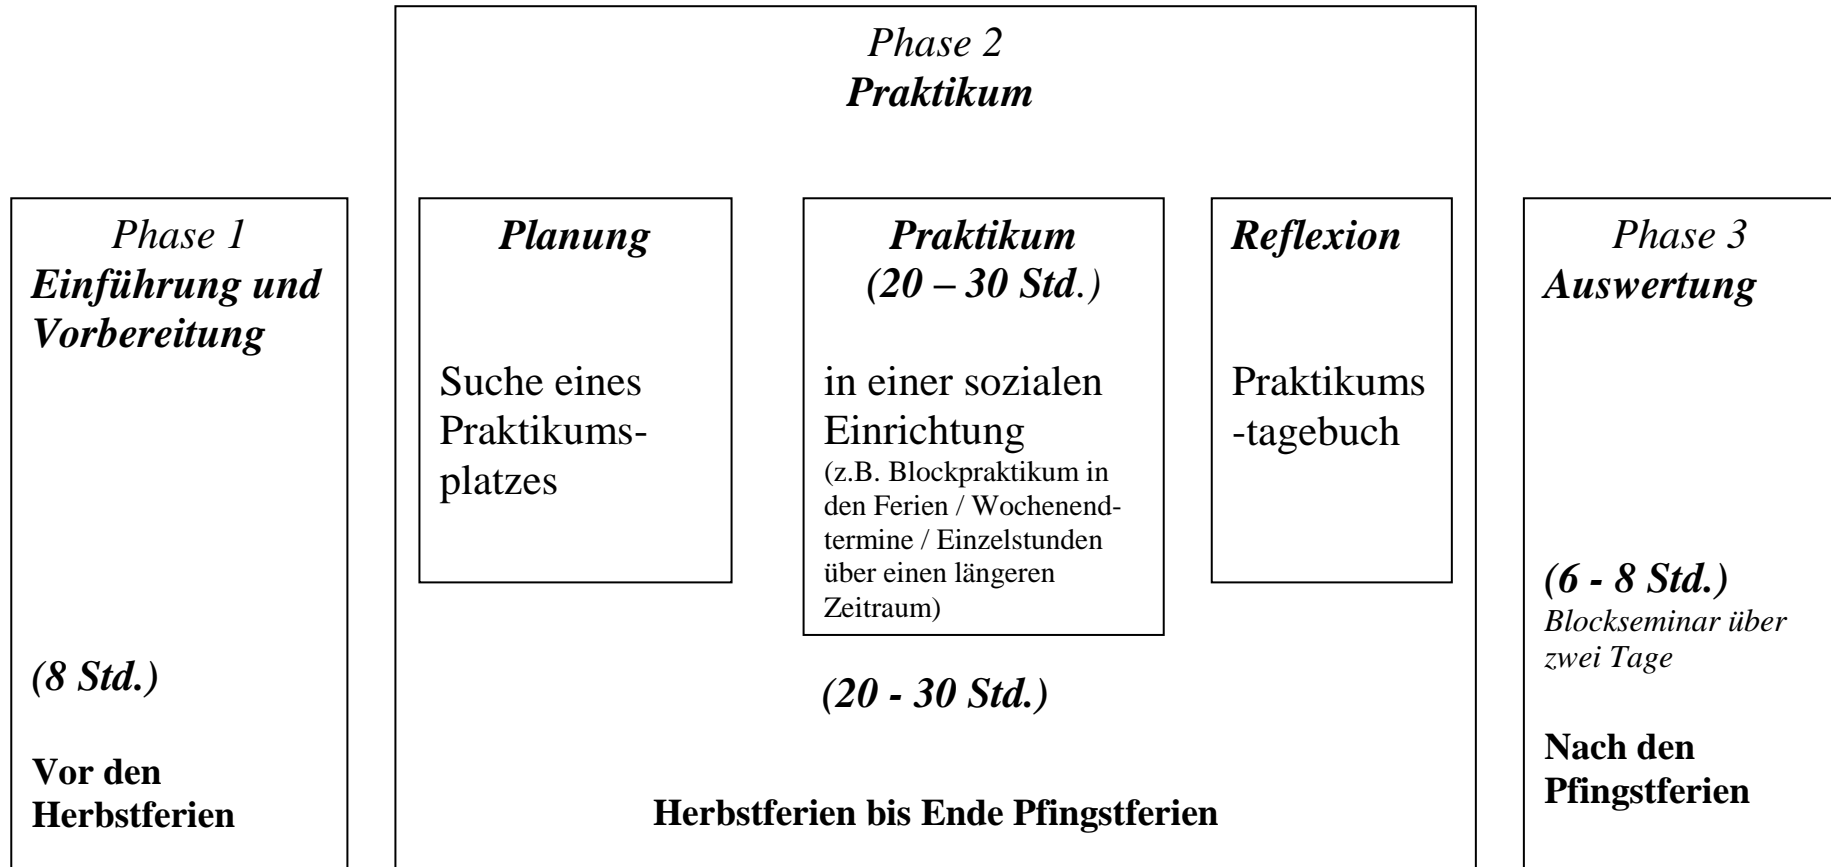 Phase 2
Praktikum
Phase 1
Einführung und
Vorbereitung
(8 Std.)
Vor den
Herbstferien
Planung
Suche eines
Praktikums-
platzes
Praktikum
(20 – 30 Std.)
in einer sozialen
Einrichtung
(z.B. Blockpraktikum in
den Ferien / Wochenend-
termine / Einzelstunden
über einen längeren
Zeitraum)
Reflexion
Praktikums
-tagebuch
(20 - 30 Std.)
Herbstferien bis Ende Pfingstferien
Phase 3
Auswertung
(6 - 8 Std.)
Blockseminar über
zwei Tage
Nach den
Pfingstferien